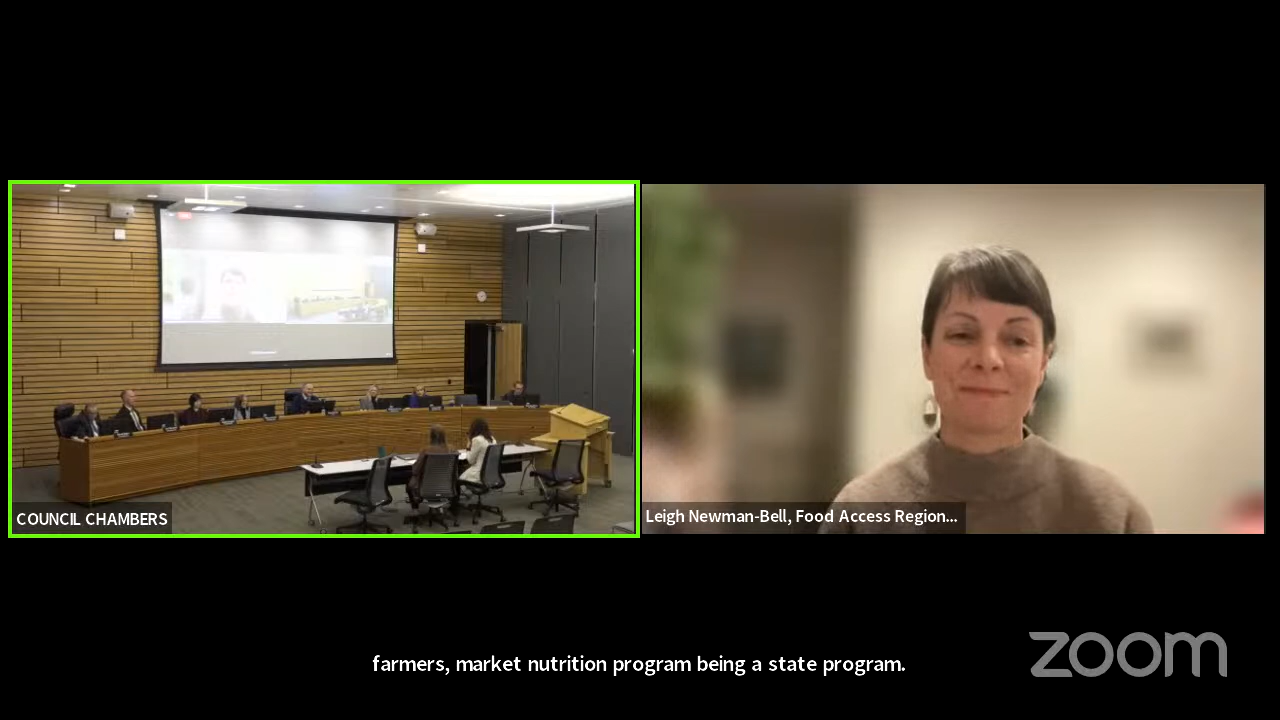 COUNCIL CHAMBERS
Leigh Newman-Bell, Food Access Region...
farmers, market nutrition program being a state program.
zoom